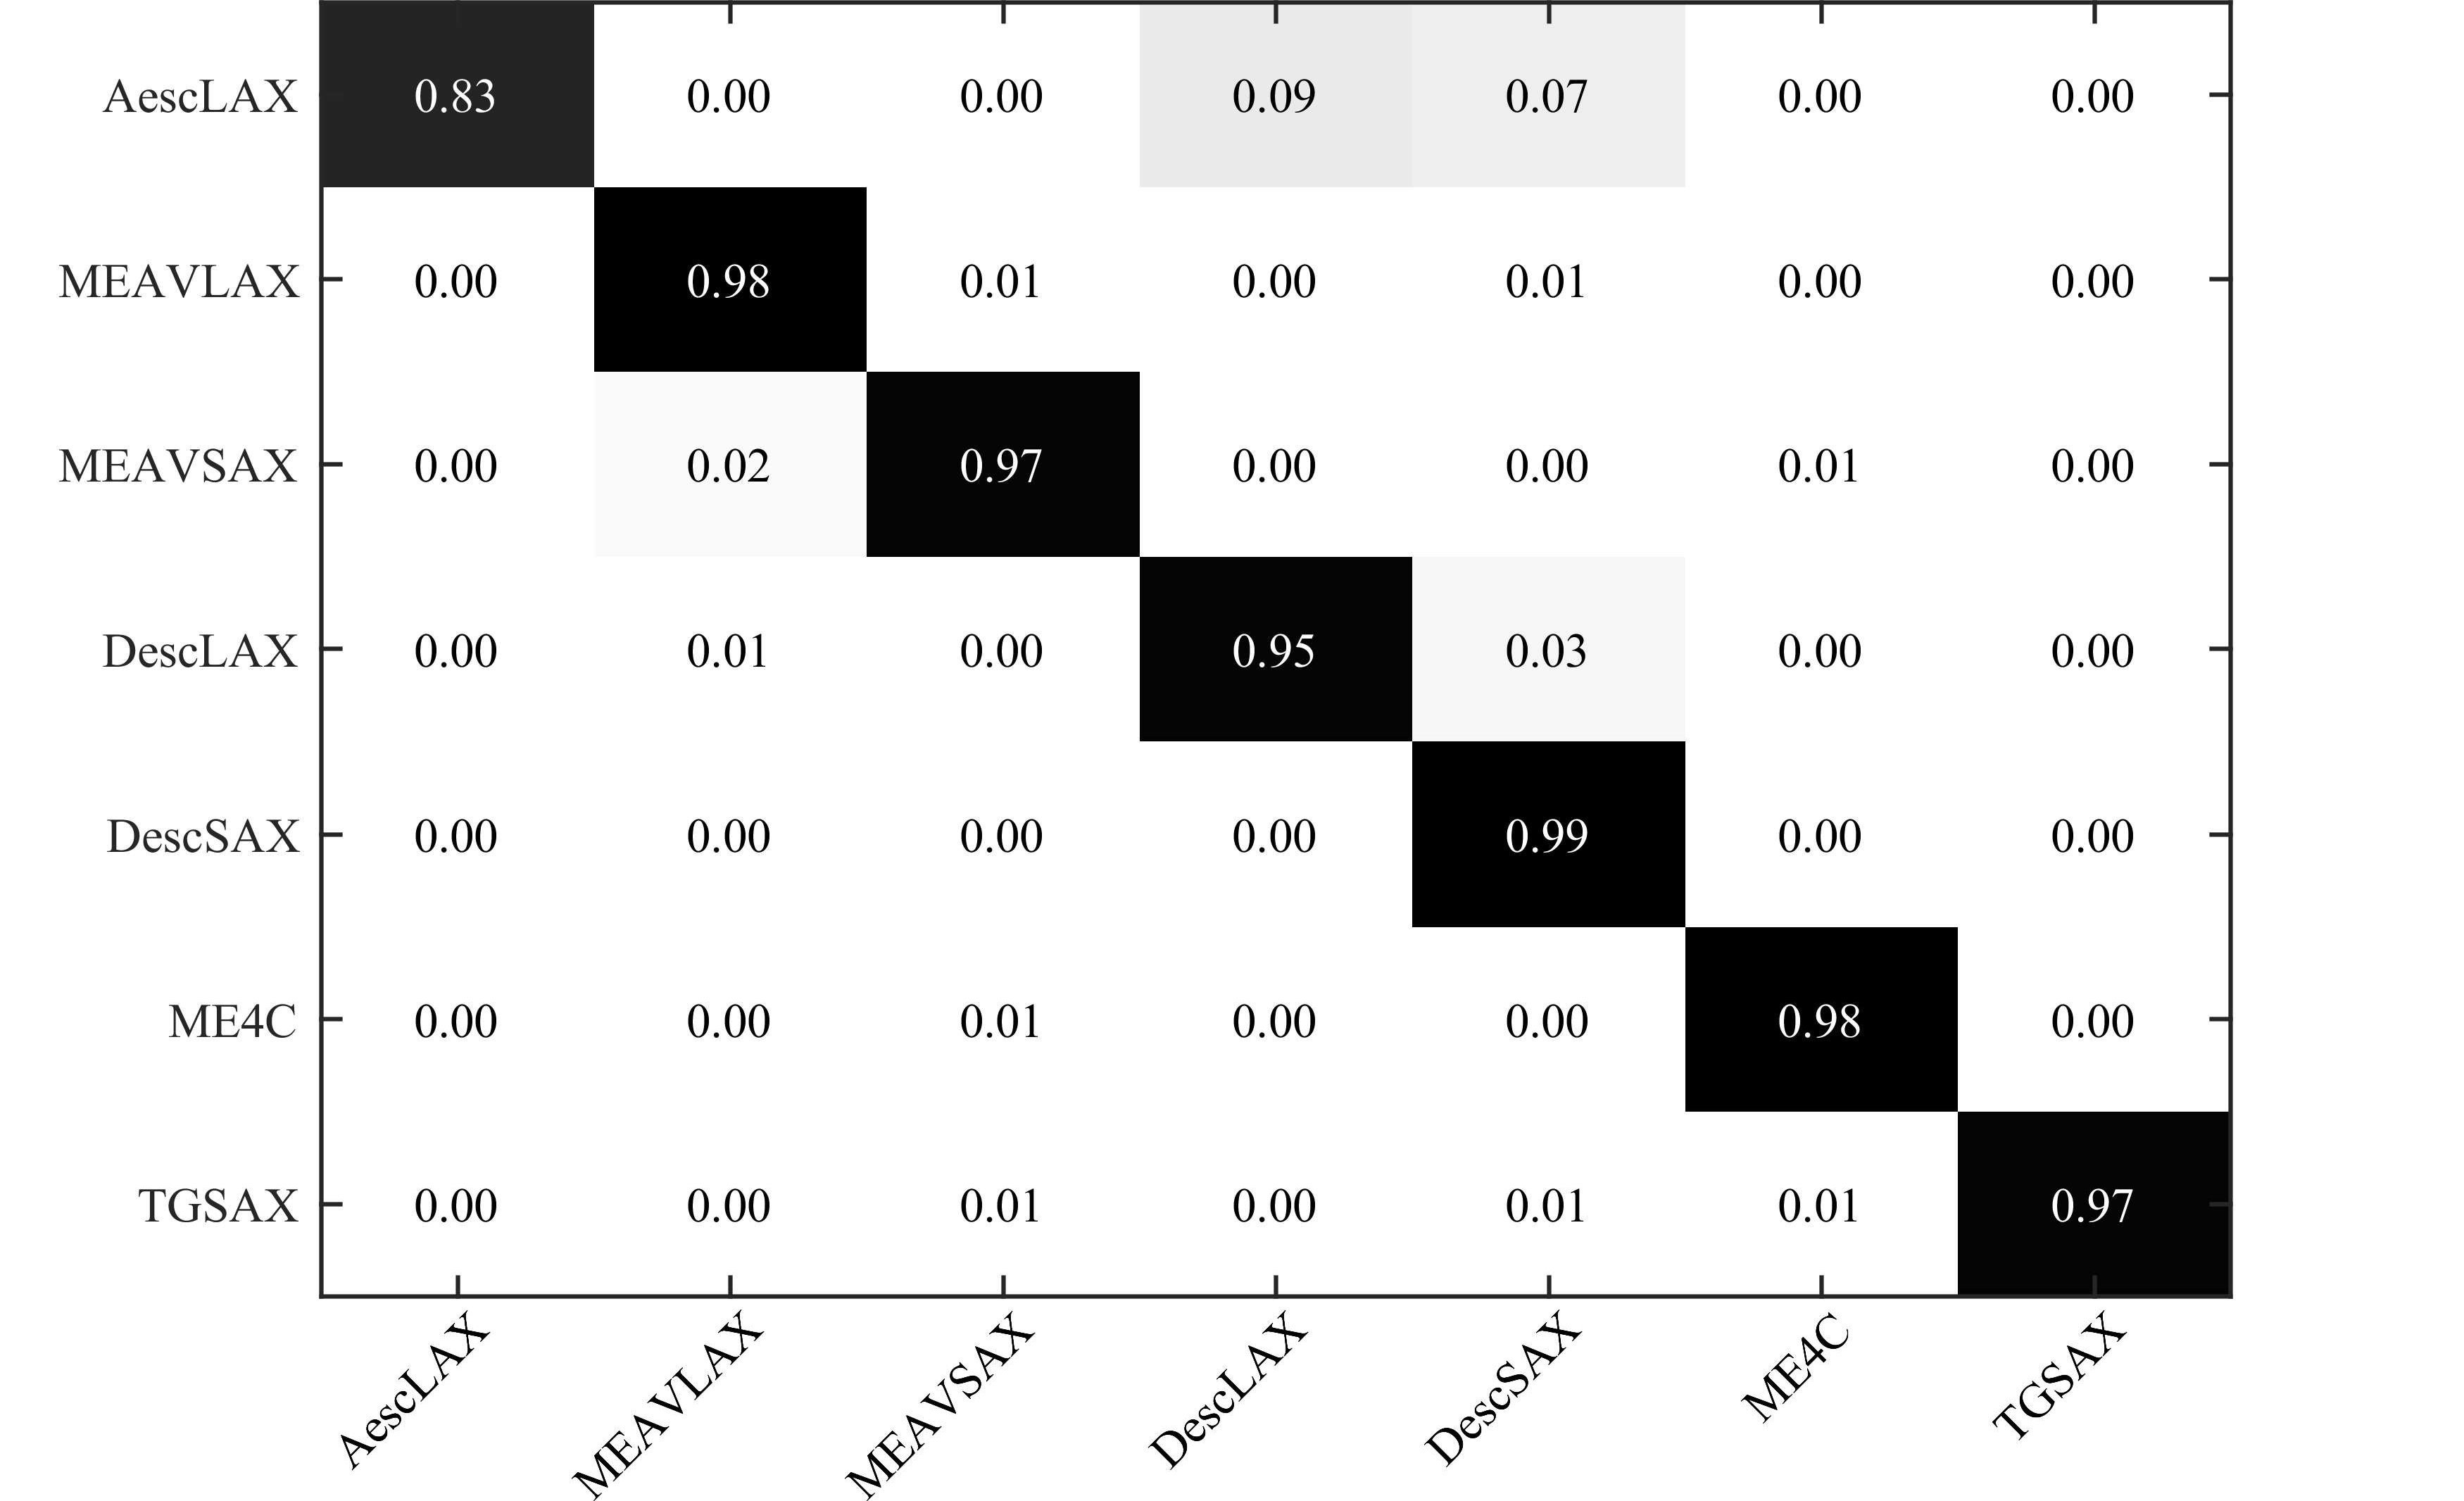 AescLAX 0.83 0.00 0.00 0.09 0.07 0.00 0.00
MEAVLAX 0.00 0.98 0.01 0.00 0.01 0.00 0.00
MEAVSAX 0.00 0.02 0.97 0.00 0.00 0.01 0.00
DescLAX 0.00 0.01 0.00 0.95 0.03 0.00 0.00
DescSAX 0.00 0.00 0.00 0.00 0.99 0.00 0.00
ME4C 0.00 0.00 0.01 0.00 0.00 0.98 0.00
TGSAX 0.00 0.00 0.01 0.00 0.01 0.01 0.97
AescLAX MEAVLAX MEAVSAX DescLAX DescSAX ME4C TGSAX